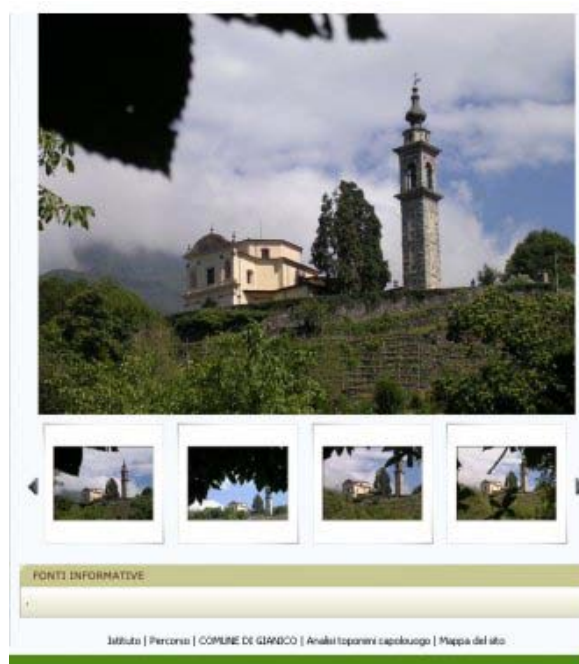 FONTI INFORMATIVE
Istituto | Percorso | COMUNE DI GIANICO | Analisi toponimi capoluogo | Mappa del sito